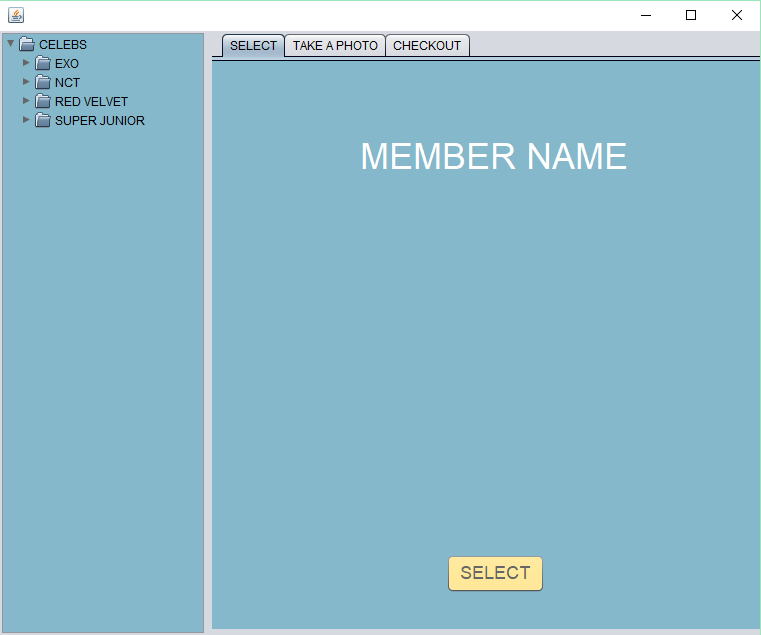 CELEBS
EXO
NCT
RED VELVET
SUPER JUNIOR
SELECT
TAKE A PHOTO
CHECKOUT
MEMBER NAME
SELECT